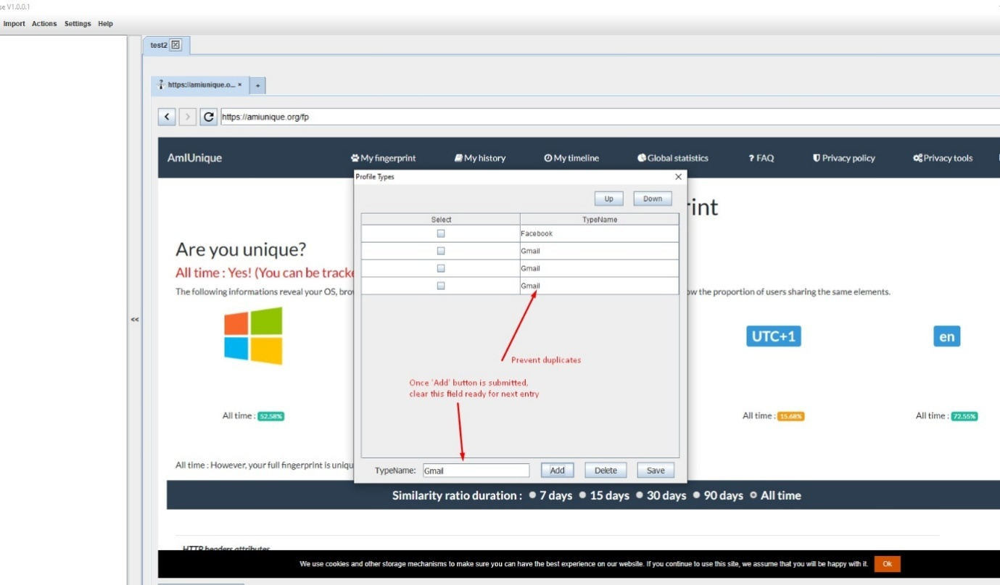 se V1.0.0.1
Import Actions Settings Help
test2
https://amiunique.o... × +
https://amiunique.org/fp
AmIUnique My fingerprint My history My timeline Global statistics ? FAQ Privacy policy Privacy tools
Profile Types
Up Down
rint
Select TypeName
Facebook
Are you unique?
Gmail
Gmail
All time : Yes! (You can be tracke
Gmail
The following informations reveal your OS, brow
ow the proportion of users sharing the same elements.
<<
UTC+1 en
Prevent duplicates
Once 'Add' button is submitted,
clear this field ready for next entry
All time : 52.58% All time : 15.68% All time : 72.55%
All time : However, your full fingerprint is uniqu
TypeName: Gmail Add Delete Save
Similarity ratio duration : 7 days 15 days 30 days 90 days All time
HTTP headers attributes
We use cookies and other storage mechanisms to make sure you can have the best experience on our website. If you continue to use this site, we assume that you will be happy with it. Ok